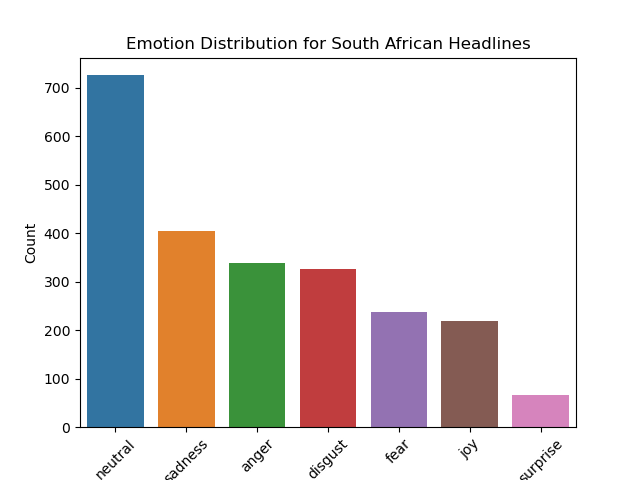 Emotion Distribution for South African Headlines
Count
700
600
500
400
300
200
100
0
neutral
sadness
anger
disgust
fear
joy
surprise